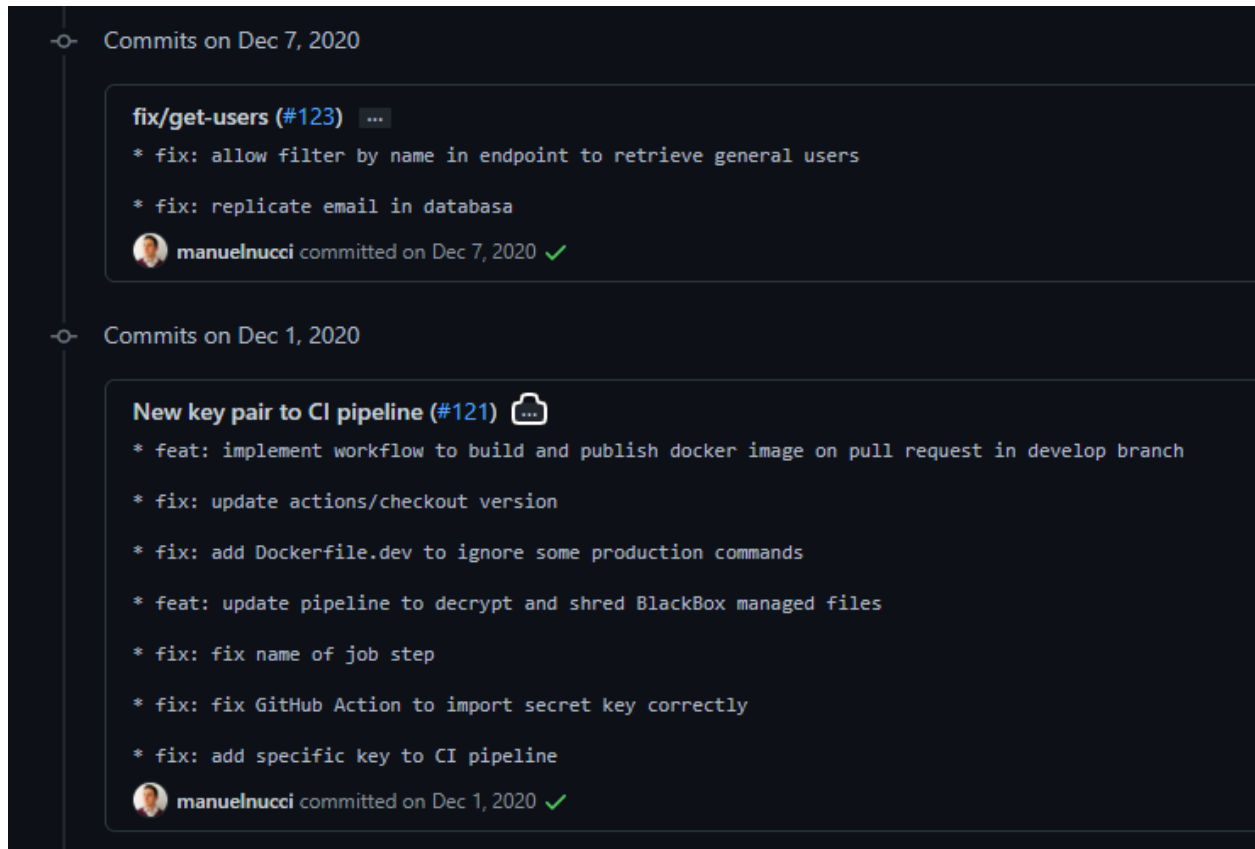 Commits on Dec 7, 2020
fix/get-users (#123) ...
* fix: allow filter by name in endpoint to retrieve general users
* fix: replicate email in databasa
manuelnucci committed on Dec 7, 2020
Commits on Dec 1, 2020
New key pair to CI pipeline (#121) ...
* feat: implement workflow to build and publish docker image on pull request in develop branch
* fix: update actions/checkout version
* fix: add Dockerfile.dev to ignore some production commands
* feat: update pipeline to decrypt and shred BlackBox managed files
* fix: fix name of job step
* fix: fix GitHub Action to import secret key correctly
* fix: add specific key to CI pipeline
manuelnucci committed on Dec 1, 2020